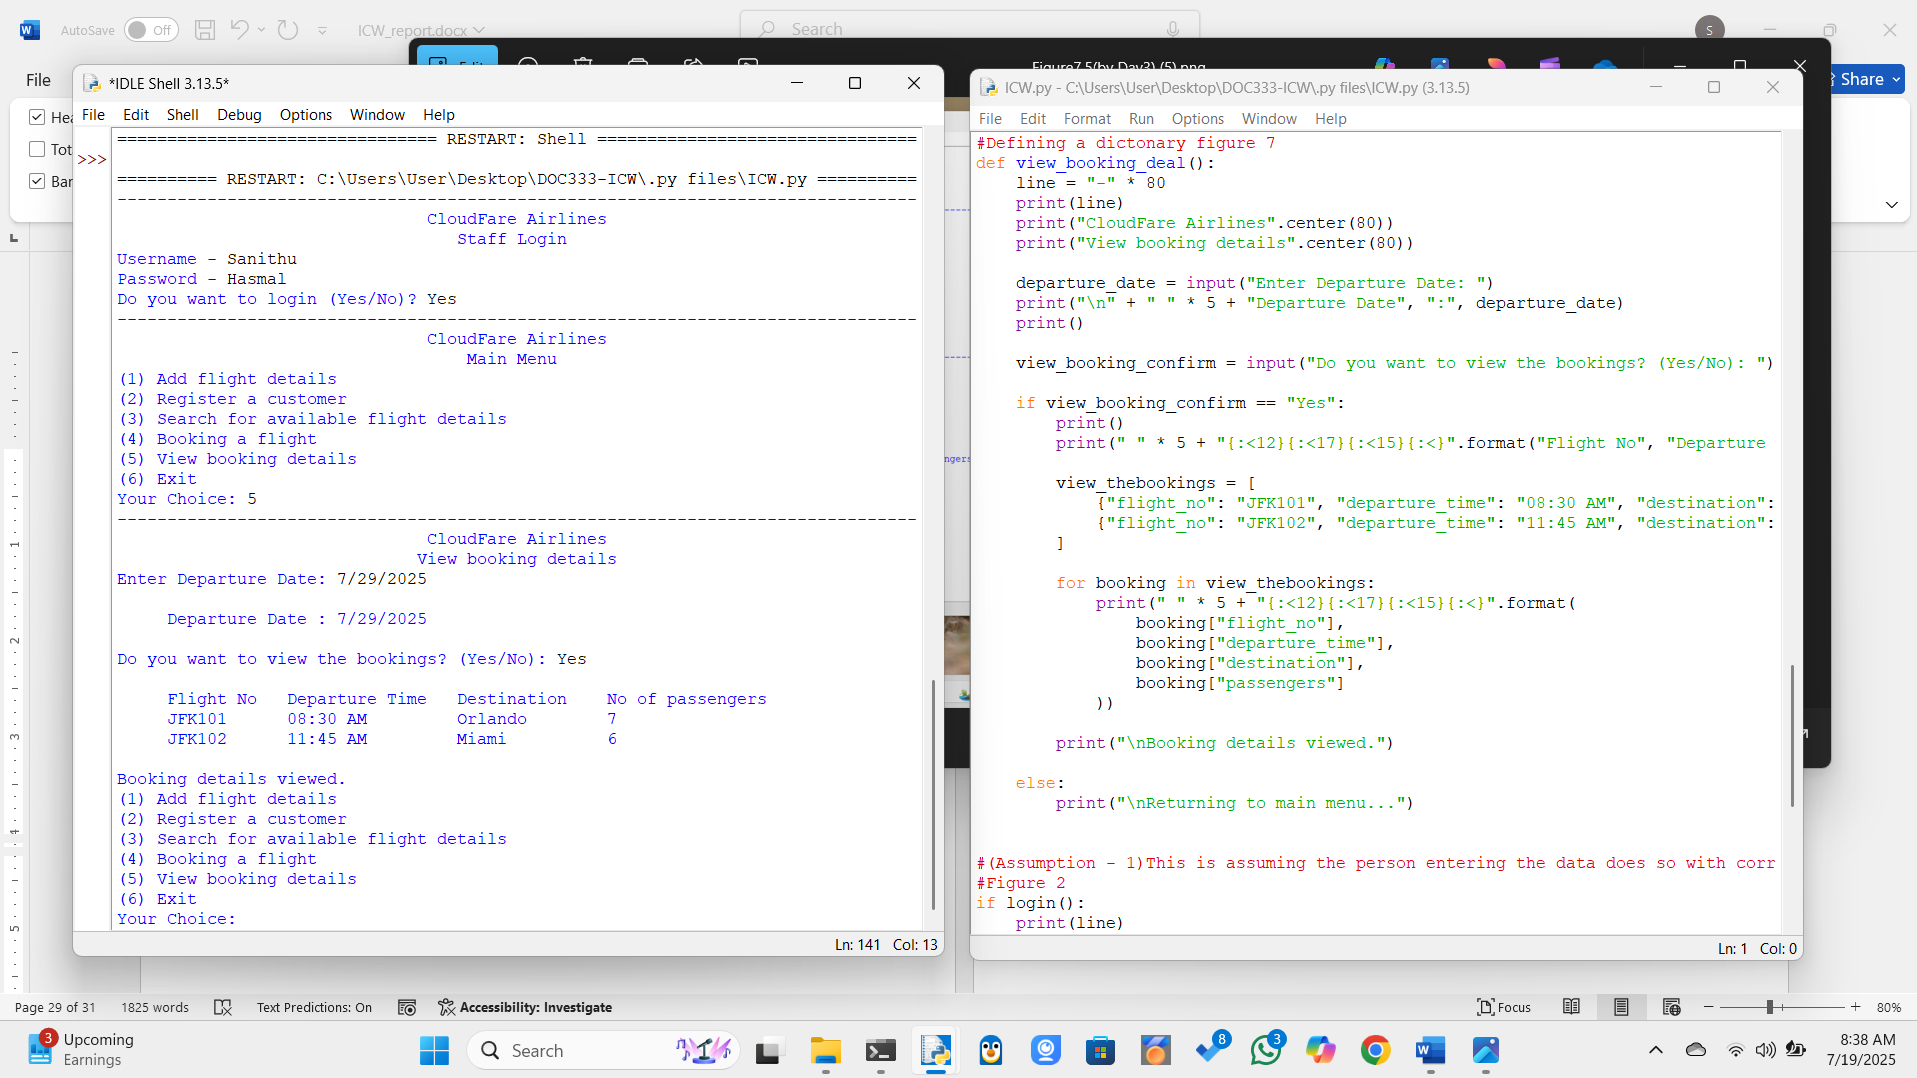 AutoSave Off ICW_report.docx Search S
File Share
Hea
Tot
Ban
Edit Figure7.5(by Day3) (5).png
*IDLE Shell 3.13.5*
File Edit Shell Debug Options Window Help
================================ RESTART: Shell ================================
>>>
========== RESTART: C:\Users\User\Desktop\DOC333-ICW\.py files\ICW.py ==========
--------------------------------------------------------------------------------
CloudFare Airlines
Staff Login
Username - Sanithu
Password - Hasmal
Do you want to login (Yes/No)? Yes
--------------------------------------------------------------------------------
CloudFare Airlines
Main Menu
(1) Add flight details
(2) Register a customer
(3) Search for available flight details
(4) Booking a flight
(5) View booking details
(6) Exit
Your Choice: 5
--------------------------------------------------------------------------------
CloudFare Airlines
View booking details
Enter Departure Date: 7/29/2025
Departure Date : 7/29/2025
Do you want to view the bookings? (Yes/No): Yes
Flight No Departure Time Destination No of passengers
JFK101 08:30 AM Orlando 7
JFK102 11:45 AM Miami 6
Booking details viewed.
(1) Add flight details
(2) Register a customer
(3) Search for available flight details
(4) Booking a flight
(5) View booking details
(6) Exit
Your Choice:
Ln: 141 Col: 13
ngers
ICW.py - C:\Users\User\Desktop\DOC333-ICW\.py files\ICW.py (3.13.5)
File Edit Format Run Options Window Help
#Defining a dictonary figure 7
def view_booking_deal():
    line = "-" * 80
    print(line)
    print("CloudFare Airlines".center(80))
    print("View booking details".center(80))
    departure_date = input("Enter Departure Date: ")
    print("\n" + " " * 5 + "Departure Date", ":", departure_date)
    print()
    view_booking_confirm = input("Do you want to view the bookings? (Yes/No): ")
    if view_booking_confirm == "Yes":
        print()
        print(" " * 5 + "{:<12}{:<17}{:<15}{:<}".format("Flight No", "Departure
        view_thebookings = [
            {"flight_no": "JFK101", "departure_time": "08:30 AM", "destination":
            {"flight_no": "JFK102", "departure_time": "11:45 AM", "destination":
        ]
        for booking in view_thebookings:
            print(" " * 5 + "{:<12}{:<17}{:<15}{:<}".format(
                booking["flight_no"],
                booking["departure_time"],
                booking["destination"],
                booking["passengers"]
            ))
        print("\nBooking details viewed.")
    else:
        print("\nReturning to main menu...")
#(Assumption - 1)This is assuming the person entering the data does so with corr
#Figure 2
if login():
    print(line)
Ln: 1 Col: 0
1
2
3
4
5
Page 29 of 31 1825 words Text Predictions: On Accessibility: Investigate Focus 80%
3 Upcoming
Earnings
Search
8 3
8:38 AM
7/19/2025